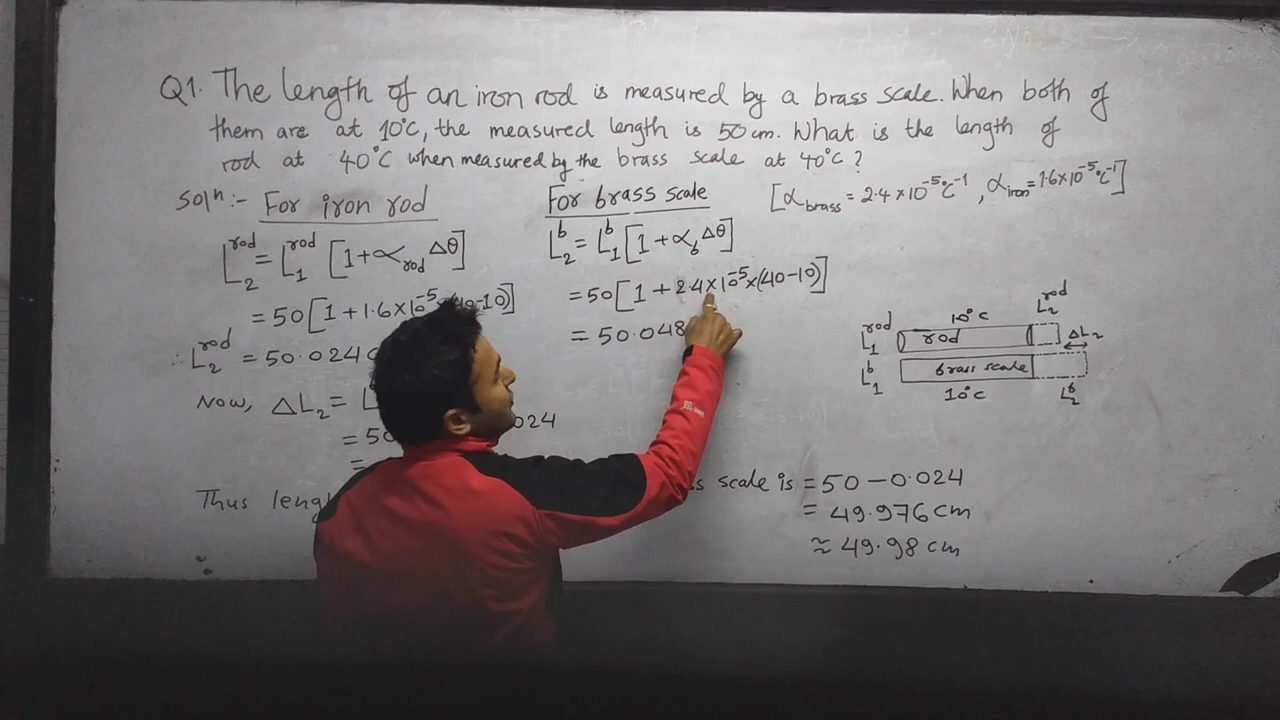 Q1. The length of an iron rod is measured by a brass scale. When both of
them are at 10°C, the measured length is 50 cm. What is the length of
rod at 40°C when measured by the brass scale at 40°C ?
[α_brass = 2.4 × 10⁻⁵ °C⁻¹, α_iron = 1.6×10⁻⁵ °C⁻¹]
Solⁿ :- For iron rod
L₂^rod = L₁^rod [1+α_rod Δθ]
= 50[1+1.6×10⁻⁵×(40-10)]
∴ L₂^rod = 50.024
Now, ΔL₂ =
= 50
024
=
For brass scale
L₂^b = L₁^b [1+α_b Δθ]
= 50[1 + 2.4×10⁻⁵×(40-10)]
= 50.048
L₁^rod 10°C L₂^rod
rod ΔL₂
L₁^b brass scale
10°C L₂^b
Thus scale is = 50 - 0.024
= 49.976 cm
≈ 49.98 cm